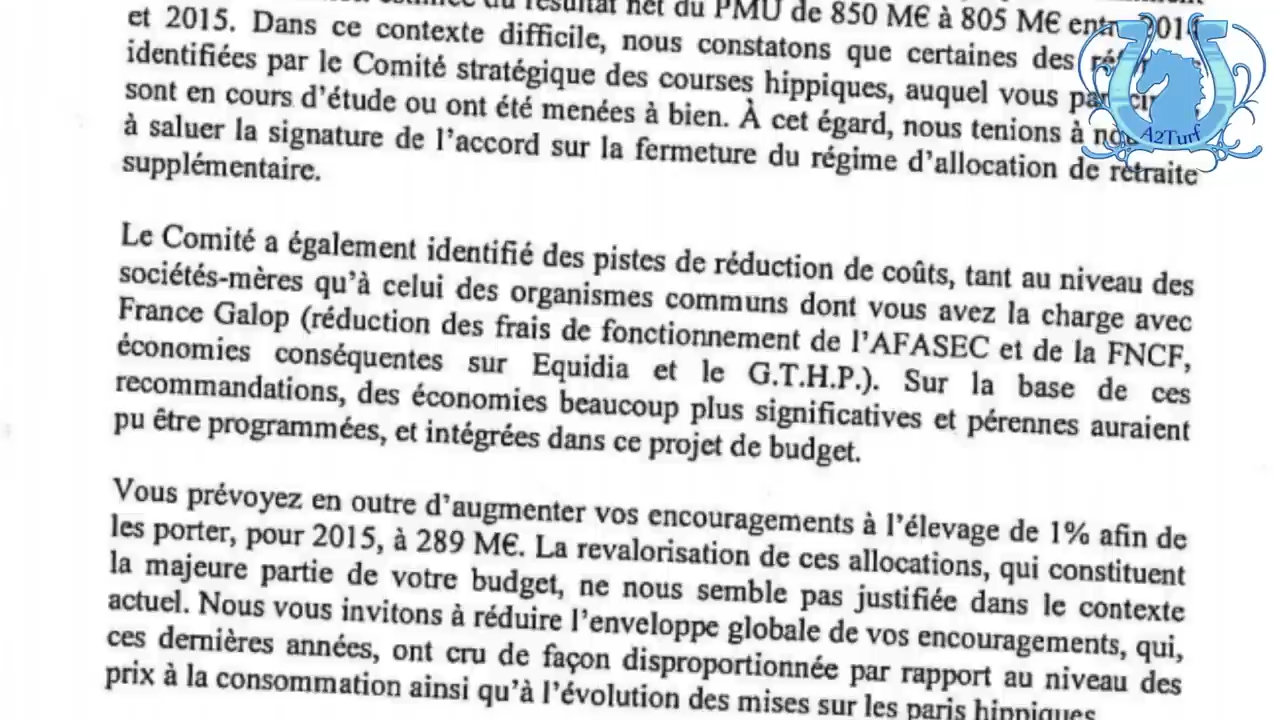 résultat net du PMU de 850 M€ à 805 M€ 2014
et 2015. Dans ce contexte difficile, nous constatons que certaines des
identifiées par le Comité stratégique des courses hippiques, auquel vous
sont en cours d'étude ou ont été menées à bien. À cet égard, nous tenions à
à saluer la signature de l'accord sur la fermeture du régime d'allocation de retraite
supplémentaire.
Le Comité a également identifié des pistes de réduction de coûts, tant au niveau des
sociétés-mères qu'à celui des organismes communs dont vous avez la charge avec
France Galop (réduction des frais de fonctionnement de l'AFASEC et de la FNCF,
économies conséquentes sur Equidia et le G.T.H.P.). Sur la base de ces
recommandations, des économies beaucoup plus significatives et pérennes auraient
pu être programmées, et intégrées dans ce projet de budget.
Vous prévoyez en outre d'augmenter vos encouragements à l'élevage de 1% afin de
les porter, pour 2015, à 289 M€. La revalorisation de ces allocations, qui constituent
la majeure partie de votre budget, ne nous semble pas justifiée dans le contexte
actuel. Nous vous invitons à réduire l'enveloppe globale de vos encouragements, qui,
ces dernières années, ont cru de façon disproportionnée par rapport au niveau des
prix à la consommation ainsi qu'à l'évolution des mises sur les paris hippiques
A2Turf